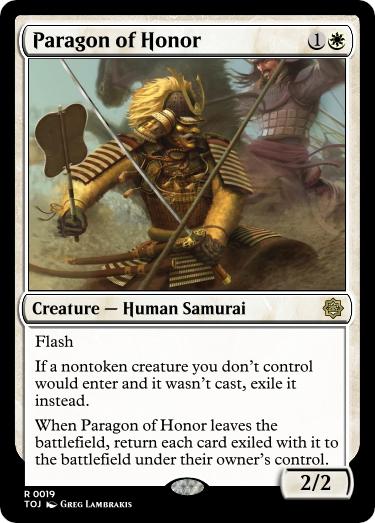 Paragon of Honor 1
Creature — Human Samurai
Flash
If a nontoken creature you don't control
would enter and it wasn't cast, exile it
instead.
When Paragon of Honor leaves the
battlefield, return each card exiled with it to
the battlefield under their owner's control.
2/2
R 0019
TOJ Greg Lambrakis